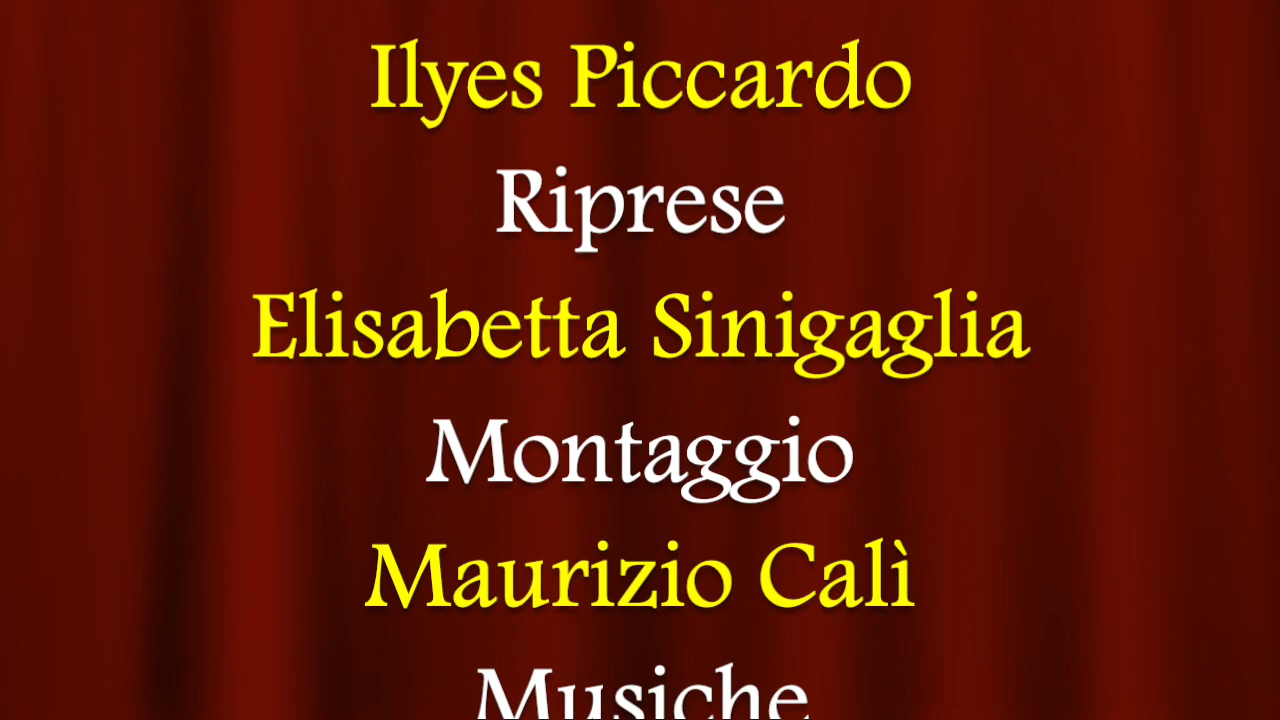 Ilyes Piccardo
Riprese
Elisabetta Sinigaglia
Montaggio
Maurizio Calì
Musiche